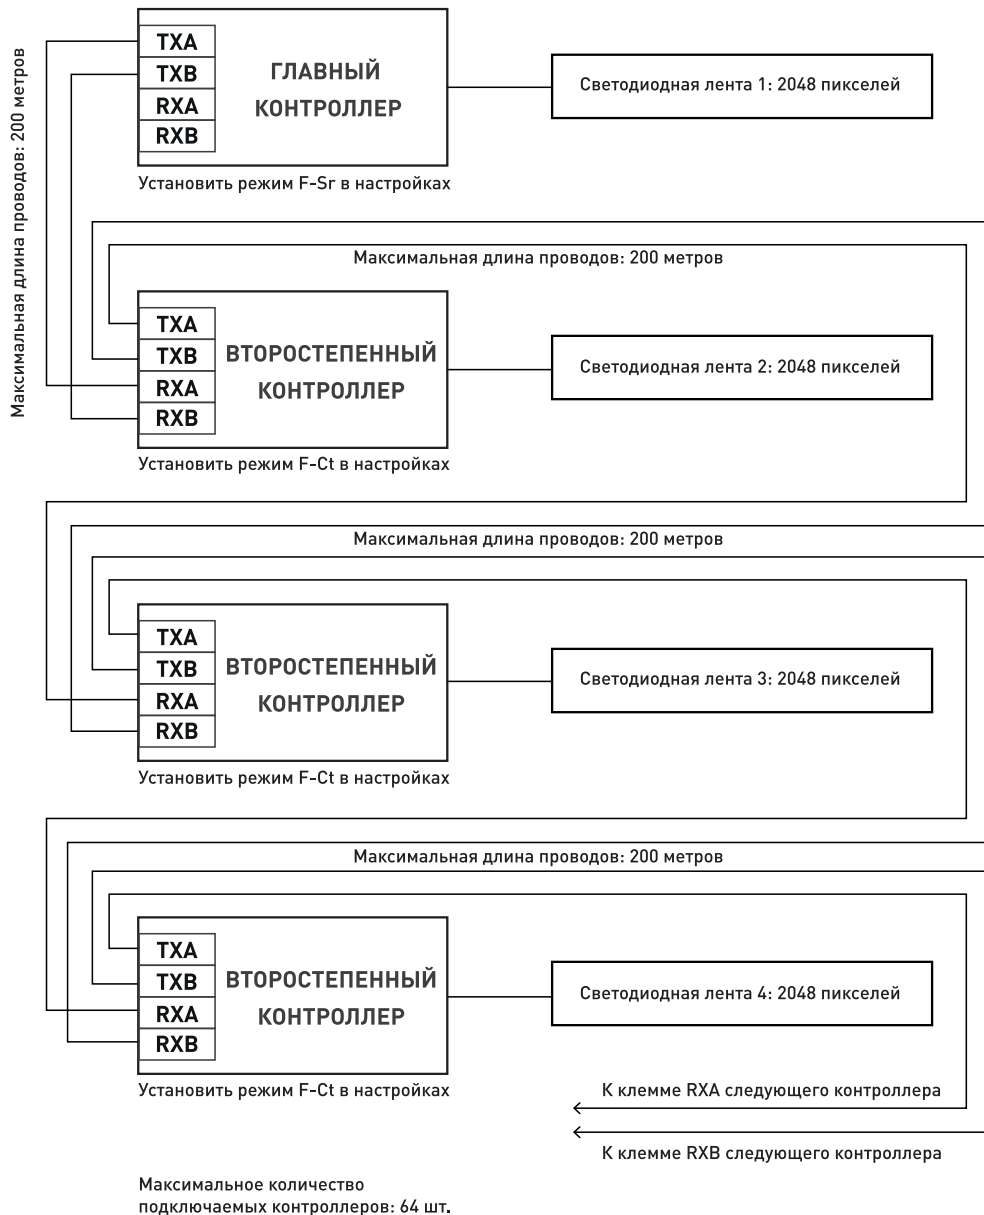 Максимальная длина проводов: 200 метров
TXA
TXB
RXA
RXB
ГЛАВНЫЙ
КОНТРОЛЛЕР
Светодиодная лента 1: 2048 пикселей
Установить режим F-Sr в настройках
Максимальная длина проводов: 200 метров
TXA
TXB
RXA
RXB
ВТОРОСТЕПЕННЫЙ
КОНТРОЛЛЕР
Светодиодная лента 2: 2048 пикселей
Установить режим F-Ct в настройках
Максимальная длина проводов: 200 метров
TXA
TXB
RXA
RXB
ВТОРОСТЕПЕННЫЙ
КОНТРОЛЛЕР
Светодиодная лента 3: 2048 пикселей
Установить режим F-Ct в настройках
Максимальная длина проводов: 200 метров
TXA
TXB
RXA
RXB
ВТОРОСТЕПЕННЫЙ
КОНТРОЛЛЕР
Светодиодная лента 4: 2048 пикселей
Установить режим F-Ct в настройках
К клемме RXA следующего контроллера
К клемме RXB следующего контроллера
Максимальное количество
подключаемых контроллеров: 64 шт.